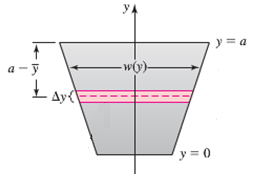 y
y = a
a − y̅
w(y)
Δy{
y = 0